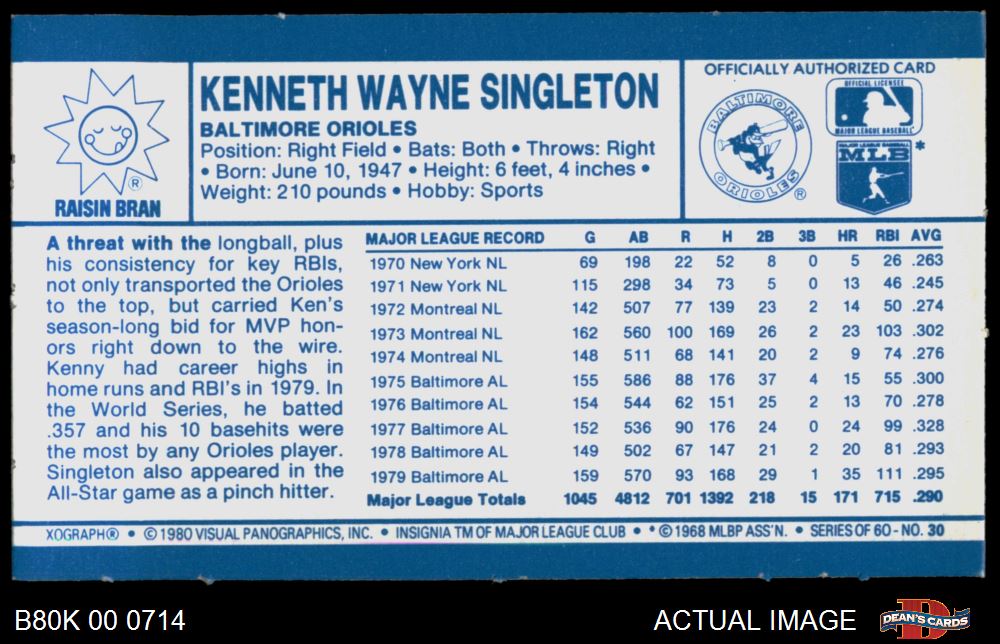 KENNETH WAYNE SINGLETON
BALTIMORE ORIOLES
Position: Right Field • Bats: Both • Throws: Right
• Born: June 10, 1947 • Height: 6 feet, 4 inches •
Weight: 210 pounds • Hobby: Sports
®
RAISIN BRAN
OFFICIALLY AUTHORIZED CARD
BALTIMORE
ORIOLES
®
OFFICIAL LICENSEE
MAJOR LEAGUE BASEBALL
MAJOR LEAGUE BASEBALL
MLB *
A threat with the longball, plus
his consistency for key RBIs,
not only transported the Orioles
to the top, but carried Ken's
season-long bid for MVP hon-
ors right down to the wire.
Kenny had career highs in
home runs and RBI's in 1979. In
the World Series, he batted
.357 and his 10 basehits were
the most by any Orioles player.
Singleton also appeared in the
All-Star game as a pinch hitter.
MAJOR LEAGUE RECORD G AB R H 2B 3B HR RBI AVG
1970 New York NL 69 198 22 52 8 0 5 26 .263
1971 New York NL 115 298 34 73 5 0 13 46 .245
1972 Montreal NL 142 507 77 139 23 2 14 50 .274
1973 Montreal NL 162 560 100 169 26 2 23 103 .302
1974 Montreal NL 148 511 68 141 20 2 9 74 .276
1975 Baltimore AL 155 586 88 176 37 4 15 55 .300
1976 Baltimore AL 154 544 62 151 25 2 13 70 .278
1977 Baltimore AL 152 536 90 176 24 0 24 99 .328
1978 Baltimore AL 149 502 67 147 21 2 20 81 .293
1979 Baltimore AL 159 570 93 168 29 1 35 111 .295
Major League Totals 1045 4812 701 1392 218 15 171 715 .290
XOGRAPH® • © 1980 VISUAL PANOGRAPHICS, INC. • INSIGNIA TM OF MAJOR LEAGUE CLUB • * © 1968 MLBP ASS'N. • SERIES OF 60 - NO. 30
B80K 00 0714
ACTUAL IMAGE
DEAN'S CARDS